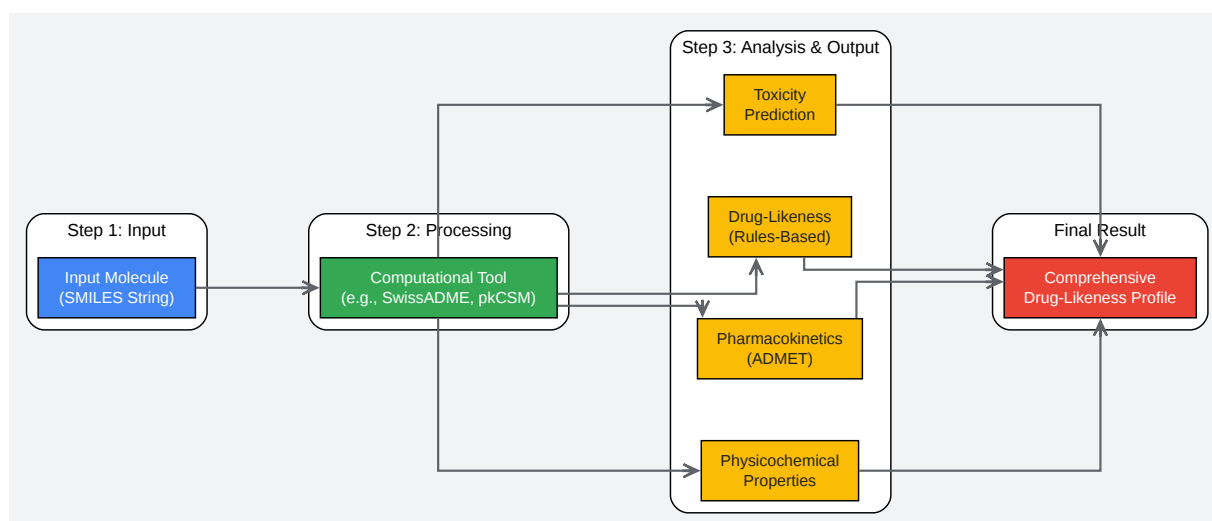 Step 1: Input
Input Molecule
(SMILES String)
Step 2: Processing
Computational Tool
(e.g., SwissADME, pkCSM)
Step 3: Analysis & Output
Toxicity
Prediction
Drug-Likeness
(Rules-Based)
Pharmacokinetics
(ADMET)
Physicochemical
Properties
Final Result
Comprehensive
Drug-Likeness Profile